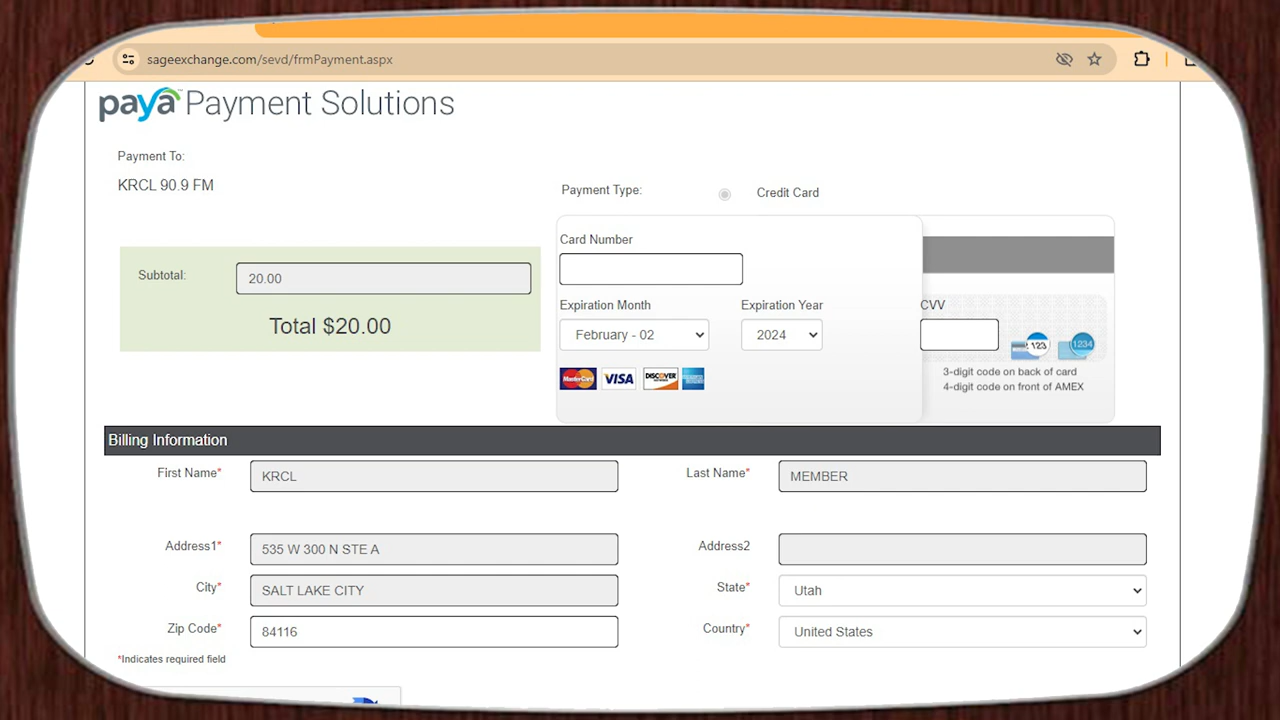 sageexchange.com/sevd/frmPayment.aspx
paya Payment Solutions
Payment To:
KRCL 90.9 FM
Payment Type:
Credit Card
Subtotal:
20.00
Total $20.00
Card Number
Expiration Month
Expiration Year
February - 02
2024
MasterCard
VISA
DISCOVER
CVV
123
1234
3-digit code on back of card
4-digit code on front of AMEX
Billing Information
First Name*
KRCL
Last Name*
MEMBER
Address1*
535 W 300 N STE A
Address2
City*
SALT LAKE CITY
State*
Utah
Zip Code*
84116
Country*
United States
*Indicates required field